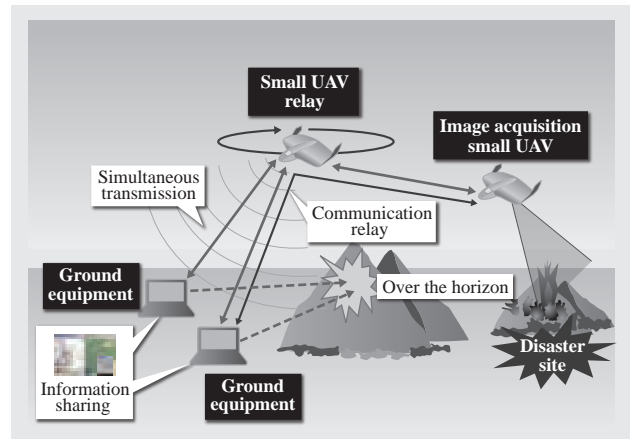 Small UAV
relay
Image acquisition
small UAV
Simultaneous
transmission
Communication
relay
Ground
equipment
Over the horizon
Information
sharing
Ground
equipment
Disaster
site